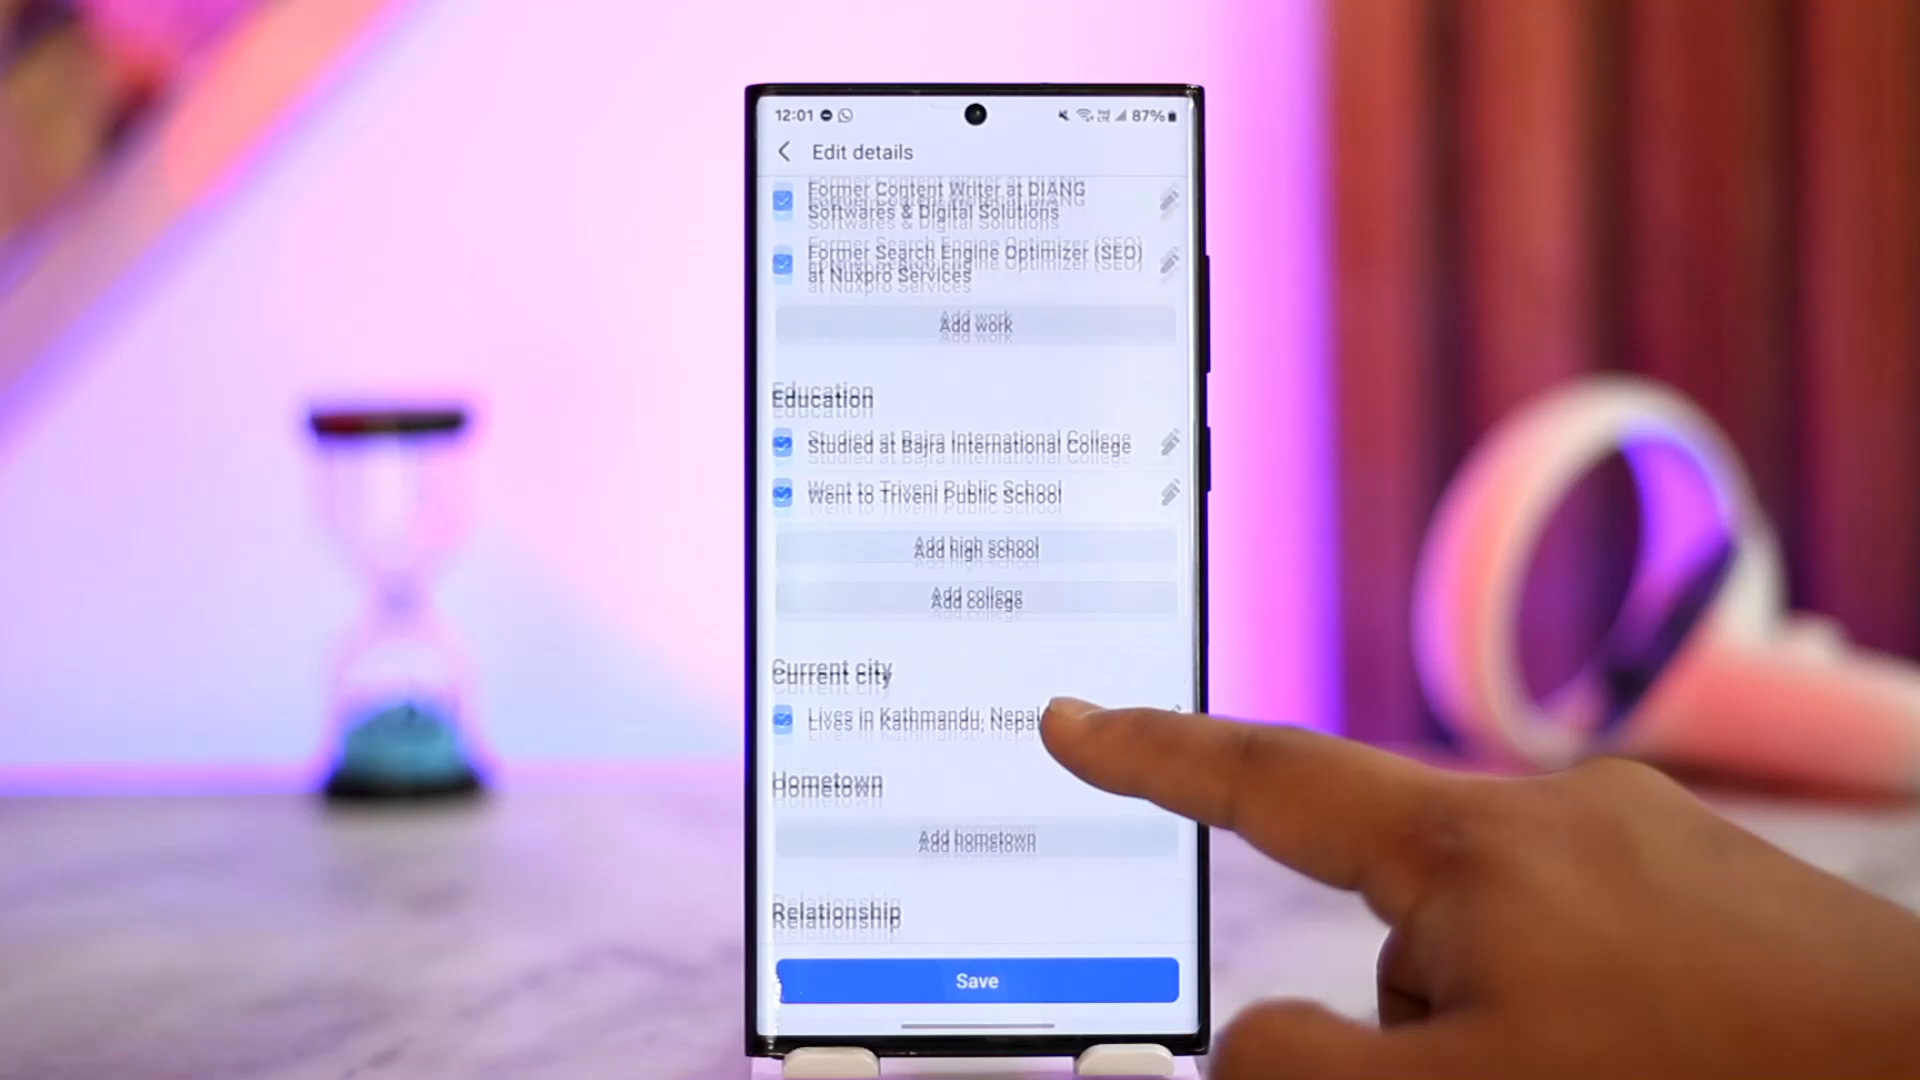 12:01
87%
Edit details
Former Content Writer at DIANG
Softwares & Digital Solutions
Former Search Engine Optimizer (SEO)
at Nuxpro Services
Add work
Education
Studied at Bajra International College
Went to Triveni Public School
Add high school
Add college
Current city
Lives in Kathmandu, Nepal
Hometown
Add hometown
Relationship
Save